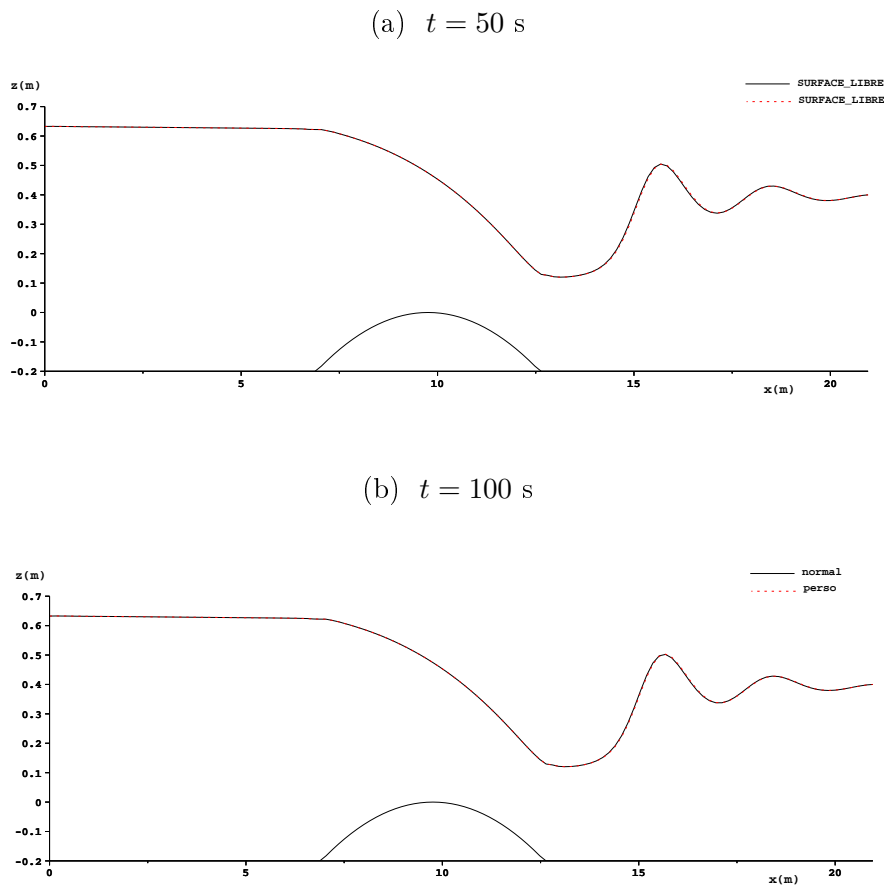 (a) t = 50 s
z(m)
SURFACE_LIBRE
SURFACE_LIBRE
0.7
0.6
0.5
0.4
0.3
0.2
0.1
0
-0.1
-0.2
0 5 10 15 20
x(m)
(b) t = 100 s
z(m)
normal
perso
0.7
0.6
0.5
0.4
0.3
0.2
0.1
0
-0.1
-0.2
0 5 10 15 20
x(m)